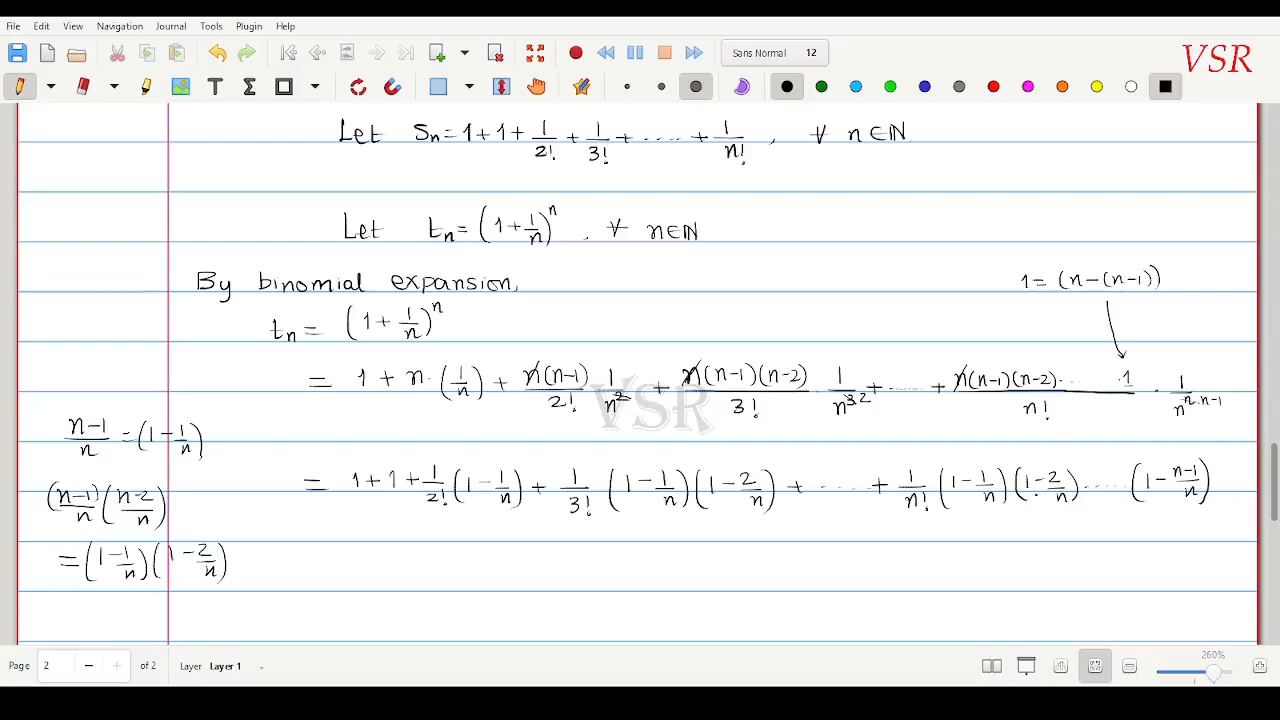 File Edit View Navigation Journal Tools Plugin Help
Sans Normal 12
VSR
Let Sn = 1 + 1 + 1/2! + 1/3! + ..... + 1/n! , ∀ n∈ℕ.
Let tn = (1 + 1/n)^n , ∀ n∈ℕ
By binomial expansion,
1 = (n-(n-1))
tn = (1 + 1/n)^n
= 1 + n·(1/n) + n(n-1)/2! 1/n^2 + n(n-1)(n-2)/3! · 1/n^3 2 + ..... + n(n-1)(n-2)..... ·1/n! · 1/n^n n-1
VSR
(n-1)/n = (1 - 1/n)
= 1 + 1 + 1/2! (1 - 1/n) + 1/3! (1 - 1/n)(1 - 2/n) + ..... + 1/n! (1 - 1/n)(1 - 2/n) ..... (1 - (n-1)/n)
((n-1)/n)((n-2)/n)
= (1 - 1/n)(1 - 2/n)
Page 2 of 2 Layer Layer 1 260%